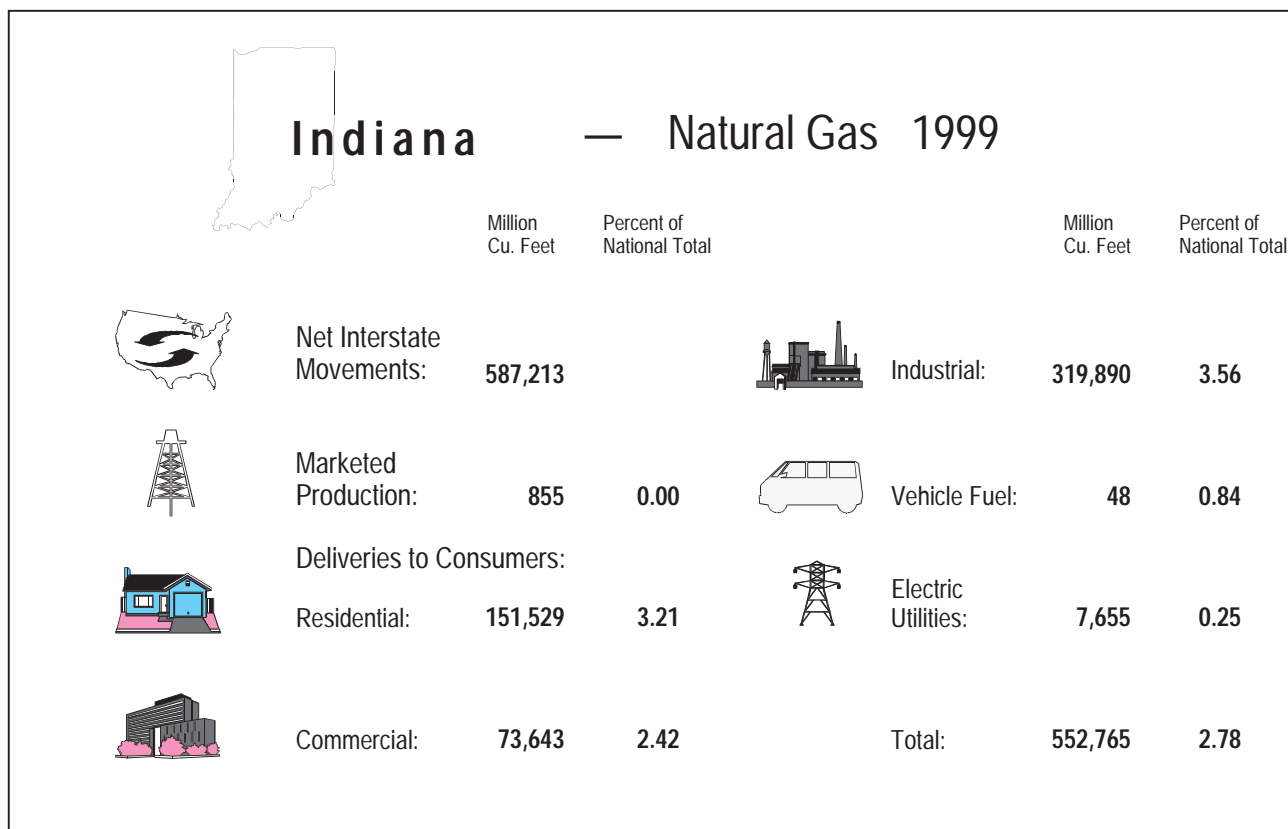 Indiana — Natural Gas 1999
Million Cu. Feet
Percent of National Total
Million Cu. Feet
Percent of National Total
Net Interstate
Movements: 587,213
Marketed
Production: 855 0.00
Deliveries to Consumers:
Residential: 151,529 3.21
Commercial: 73,643 2.42
Industrial: 319,890 3.56
Vehicle Fuel: 48 0.84
Electric
Utilities: 7,655 0.25
Total: 552,765 2.78